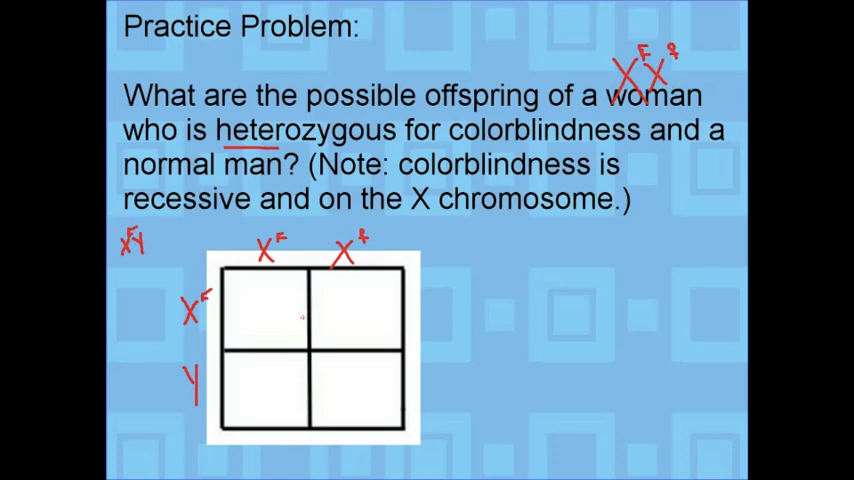 Practice Problem:
X^F X^f
What are the possible offspring of a woman
who is heterozygous for colorblindness and a
normal man? (Note: colorblindness is
recessive and on the X chromosome.)
X^F Y
X^F X^f
X^F
Y